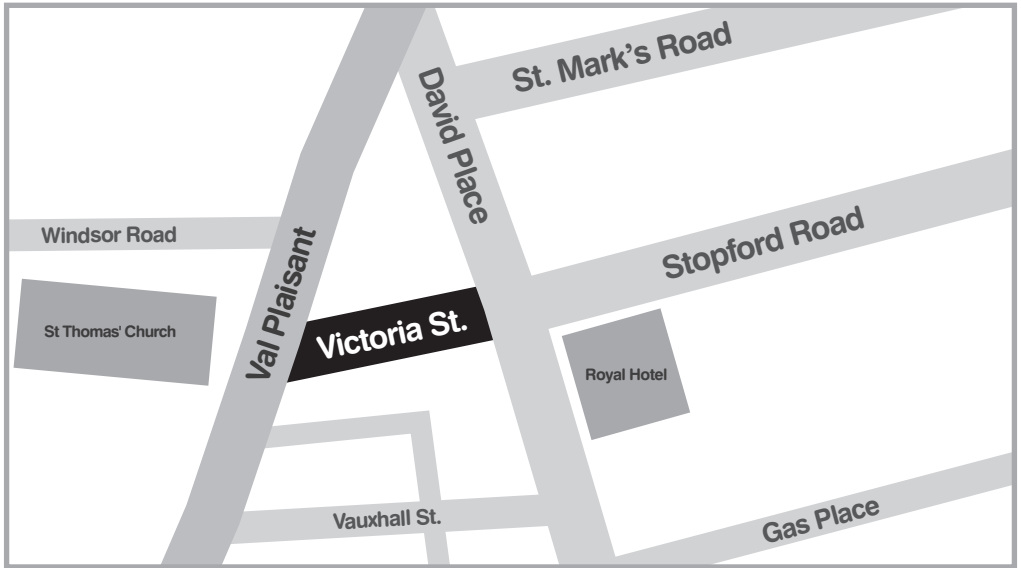 St. Mark’s Road
David Place
Windsor Road
Stopford Road
Val Plaisant
St Thomas' Church
Victoria St.
Royal Hotel
Vauxhall St.
Gas Place